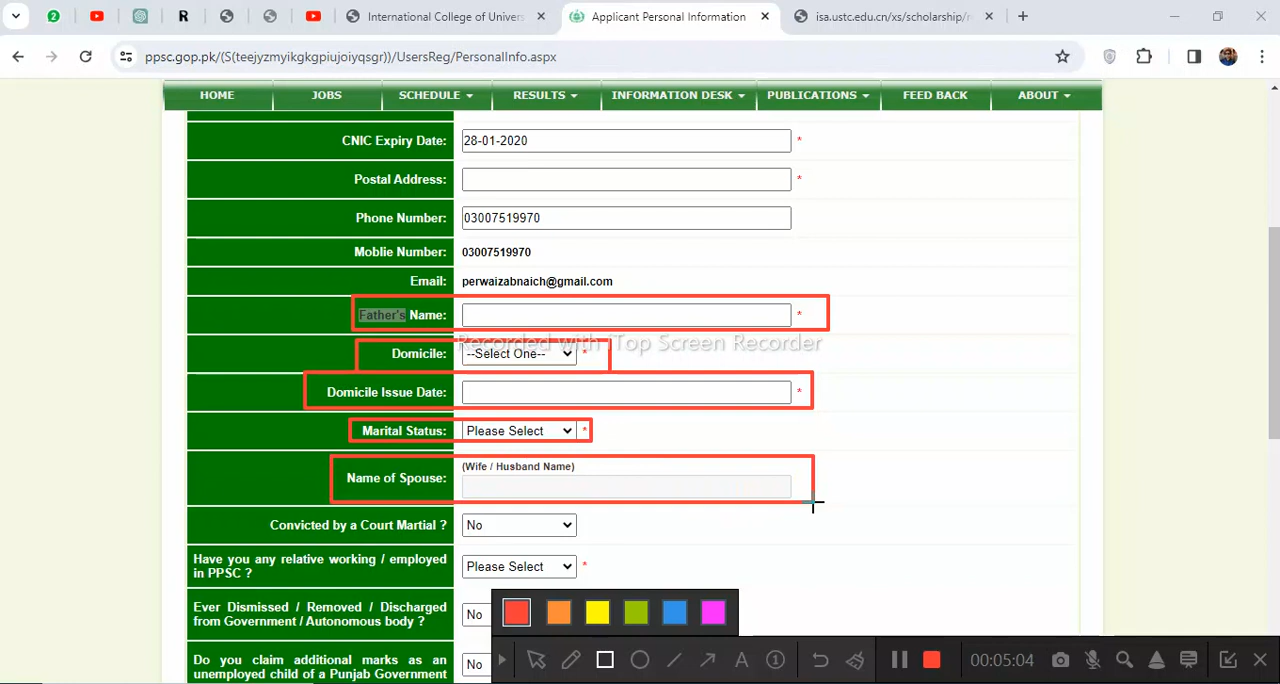 International College of Univers
Applicant Personal Information
isa.ustc.edu.cn/xs/scholarship/r
ppsc.gop.pk/(S(teejyzmyikgkgpiujoiyqsgr))/UsersReg/PersonalInfo.aspx
HOME JOBS SCHEDULE RESULTS INFORMATION DESK PUBLICATIONS FEED BACK ABOUT
CNIC Expiry Date: 28-01-2020 *
Postal Address: *
Phone Number: 03007519970
Moblie Number: 03007519970
Email: perwaizabnaich@gmail.com
Father's Name: *
Recorded with iTop Screen Recorder
Domicile: --Select One-- *
Domicile Issue Date: *
Marital Status: Please Select *
(Wife / Husband Name)
Name of Spouse:
Convicted by a Court Martial ? No
Have you any relative working / employed
in PPSC ? Please Select *
Ever Dismissed / Removed / Discharged
from Government / Autonomous body ? No
Do you claim additional marks as an
unemployed child of a Punjab Government No
00:05:04